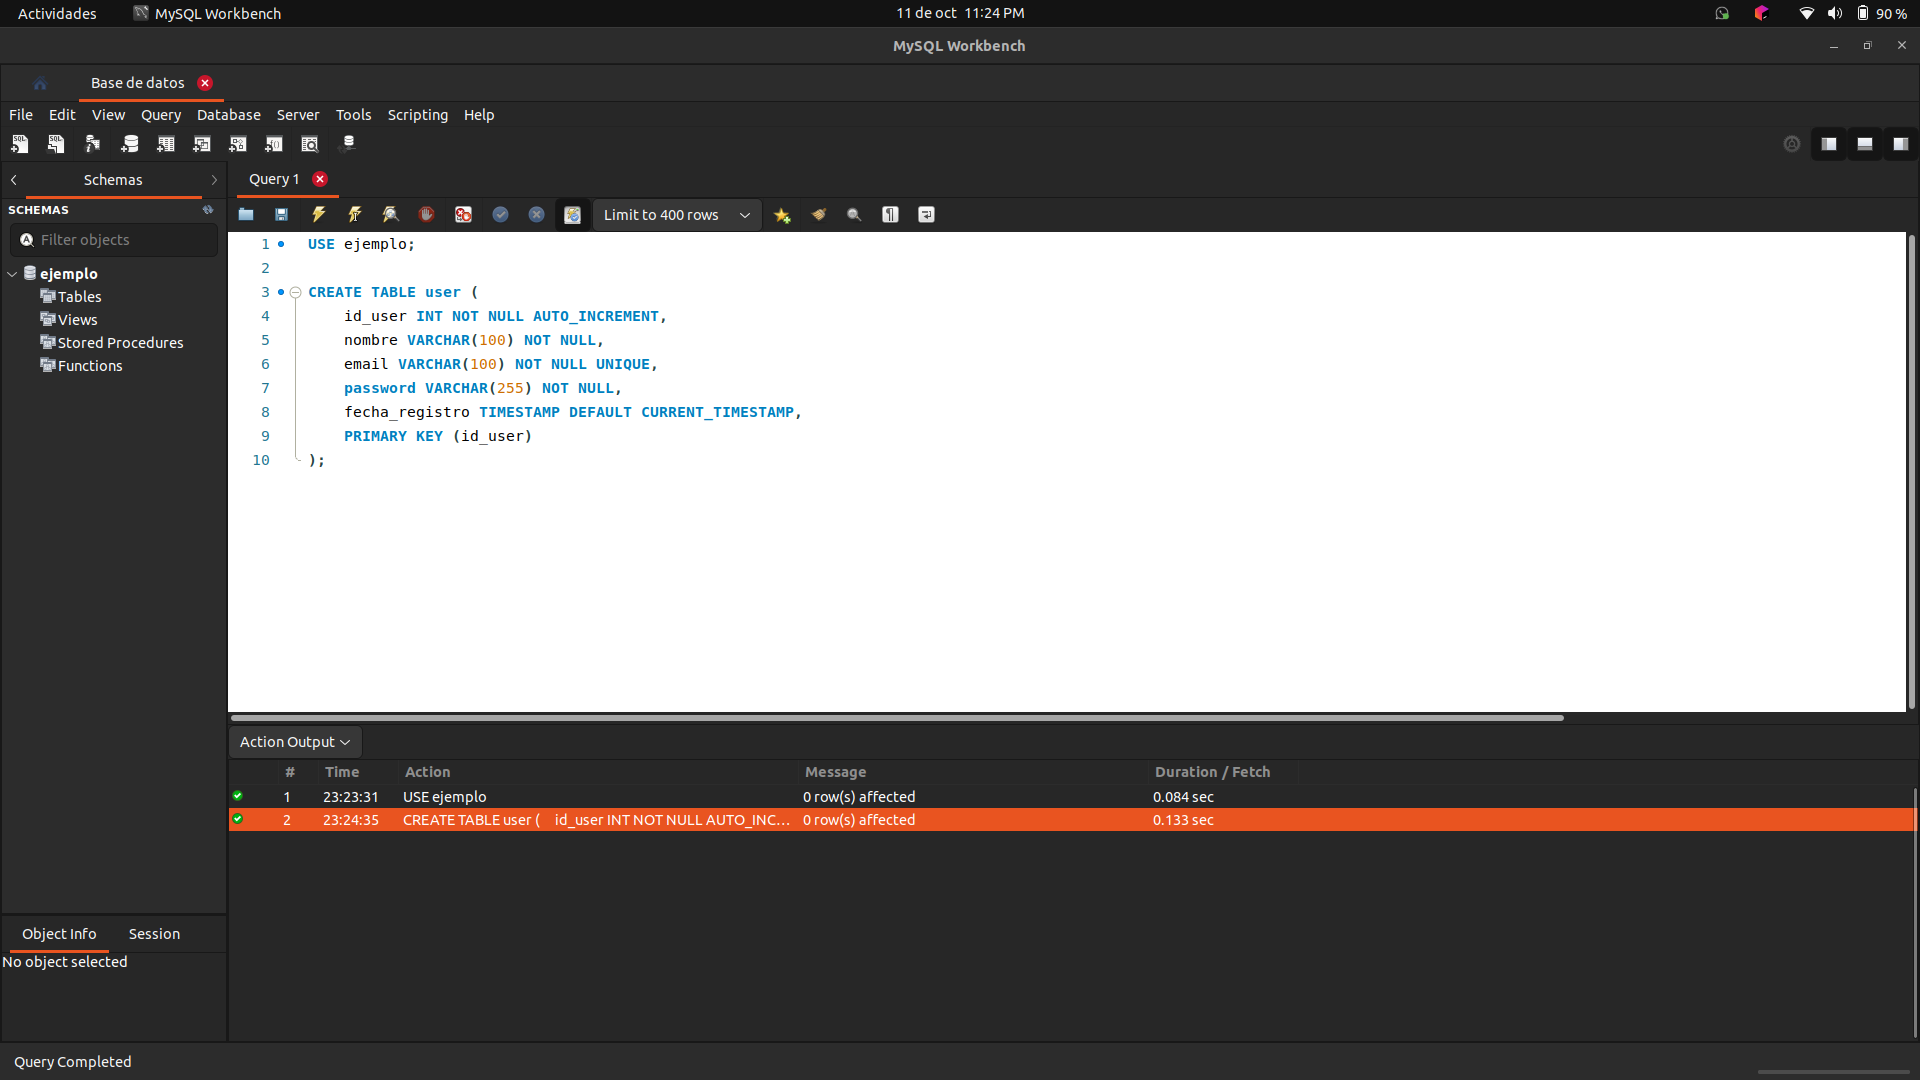 Actividades MySQL Workbench 11 de oct 11:24 PM 90 %
MySQL Workbench
Base de datos
File Edit View Query Database Server Tools Scripting Help
Schemas
Query 1
SCHEMAS
Limit to 400 rows
Filter objects
ejemplo
Tables
Views
Stored Procedures
Functions
1 USE ejemplo;
2
3 CREATE TABLE user (
4 id_user INT NOT NULL AUTO_INCREMENT,
5 nombre VARCHAR(100) NOT NULL,
6 email VARCHAR(100) NOT NULL UNIQUE,
7 password VARCHAR(255) NOT NULL,
8 fecha_registro TIMESTAMP DEFAULT CURRENT_TIMESTAMP,
9 PRIMARY KEY (id_user)
10 );
Action Output
# Time Action Message Duration / Fetch
1 23:23:31 USE ejemplo 0 row(s) affected 0.084 sec
2 23:24:35 CREATE TABLE user ( id_user INT NOT NULL AUTO_INC... 0 row(s) affected 0.133 sec
Object Info Session
No object selected
Query Completed